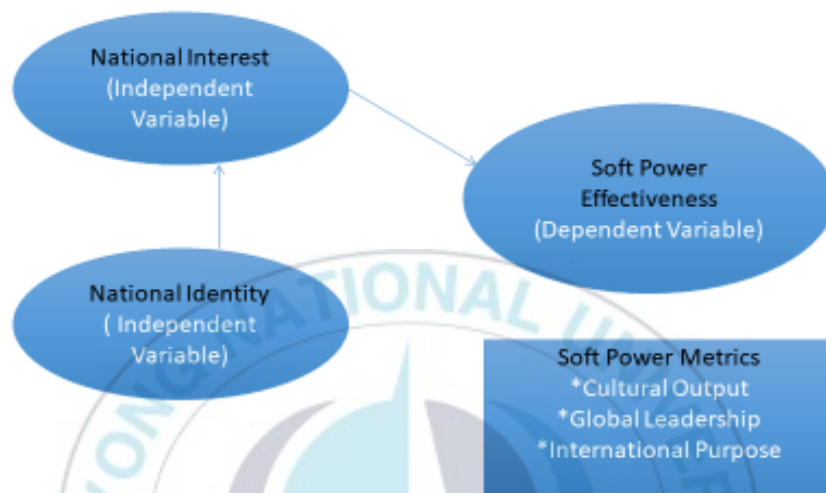 National Interest
(Independent
Variable)
Soft Power
Effectiveness
(Dependent Variable)
National Identity
( Independent
Variable)
Soft Power Metrics
*Cultural Output
*Global Leadership
*International Purpose
NATIONAL